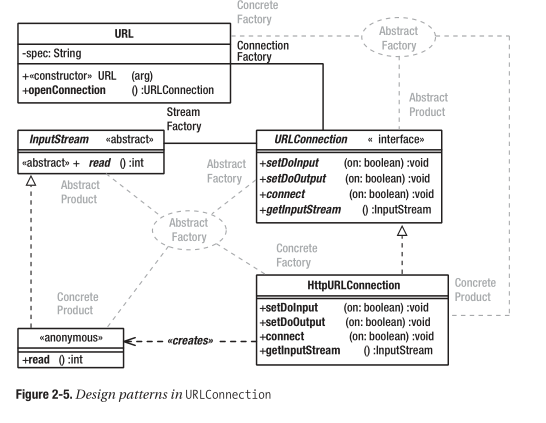 Concrete
Factory
URL
-spec: String
+«constructor» URL (arg)
+openConnection () :URLConnection
Connection
Factory
Abstract
Factory
Abstract
Product
Stream
Factory
InputStream «abstract»
«abstract» + read () :int
URLConnection « interface»
+setDoInput (on: boolean) :void
+setDoOutput (on: boolean) :void
+connect (on: boolean) :void
+getInputStream () :InputStream
Abstract
Product
Abstract
Factory
Abstract
Factory
Concrete
Factory
Concrete
Product
HttpURLConnection
+setDoInput (on: boolean) :void
+setDoOutput (on: boolean) :void
+connect (on: boolean) :void
+getInputStream () :InputStream
Concrete
Product
«anonymous»
+read () :int
«creates»
Figure 2-5. Design patterns in URLConnection